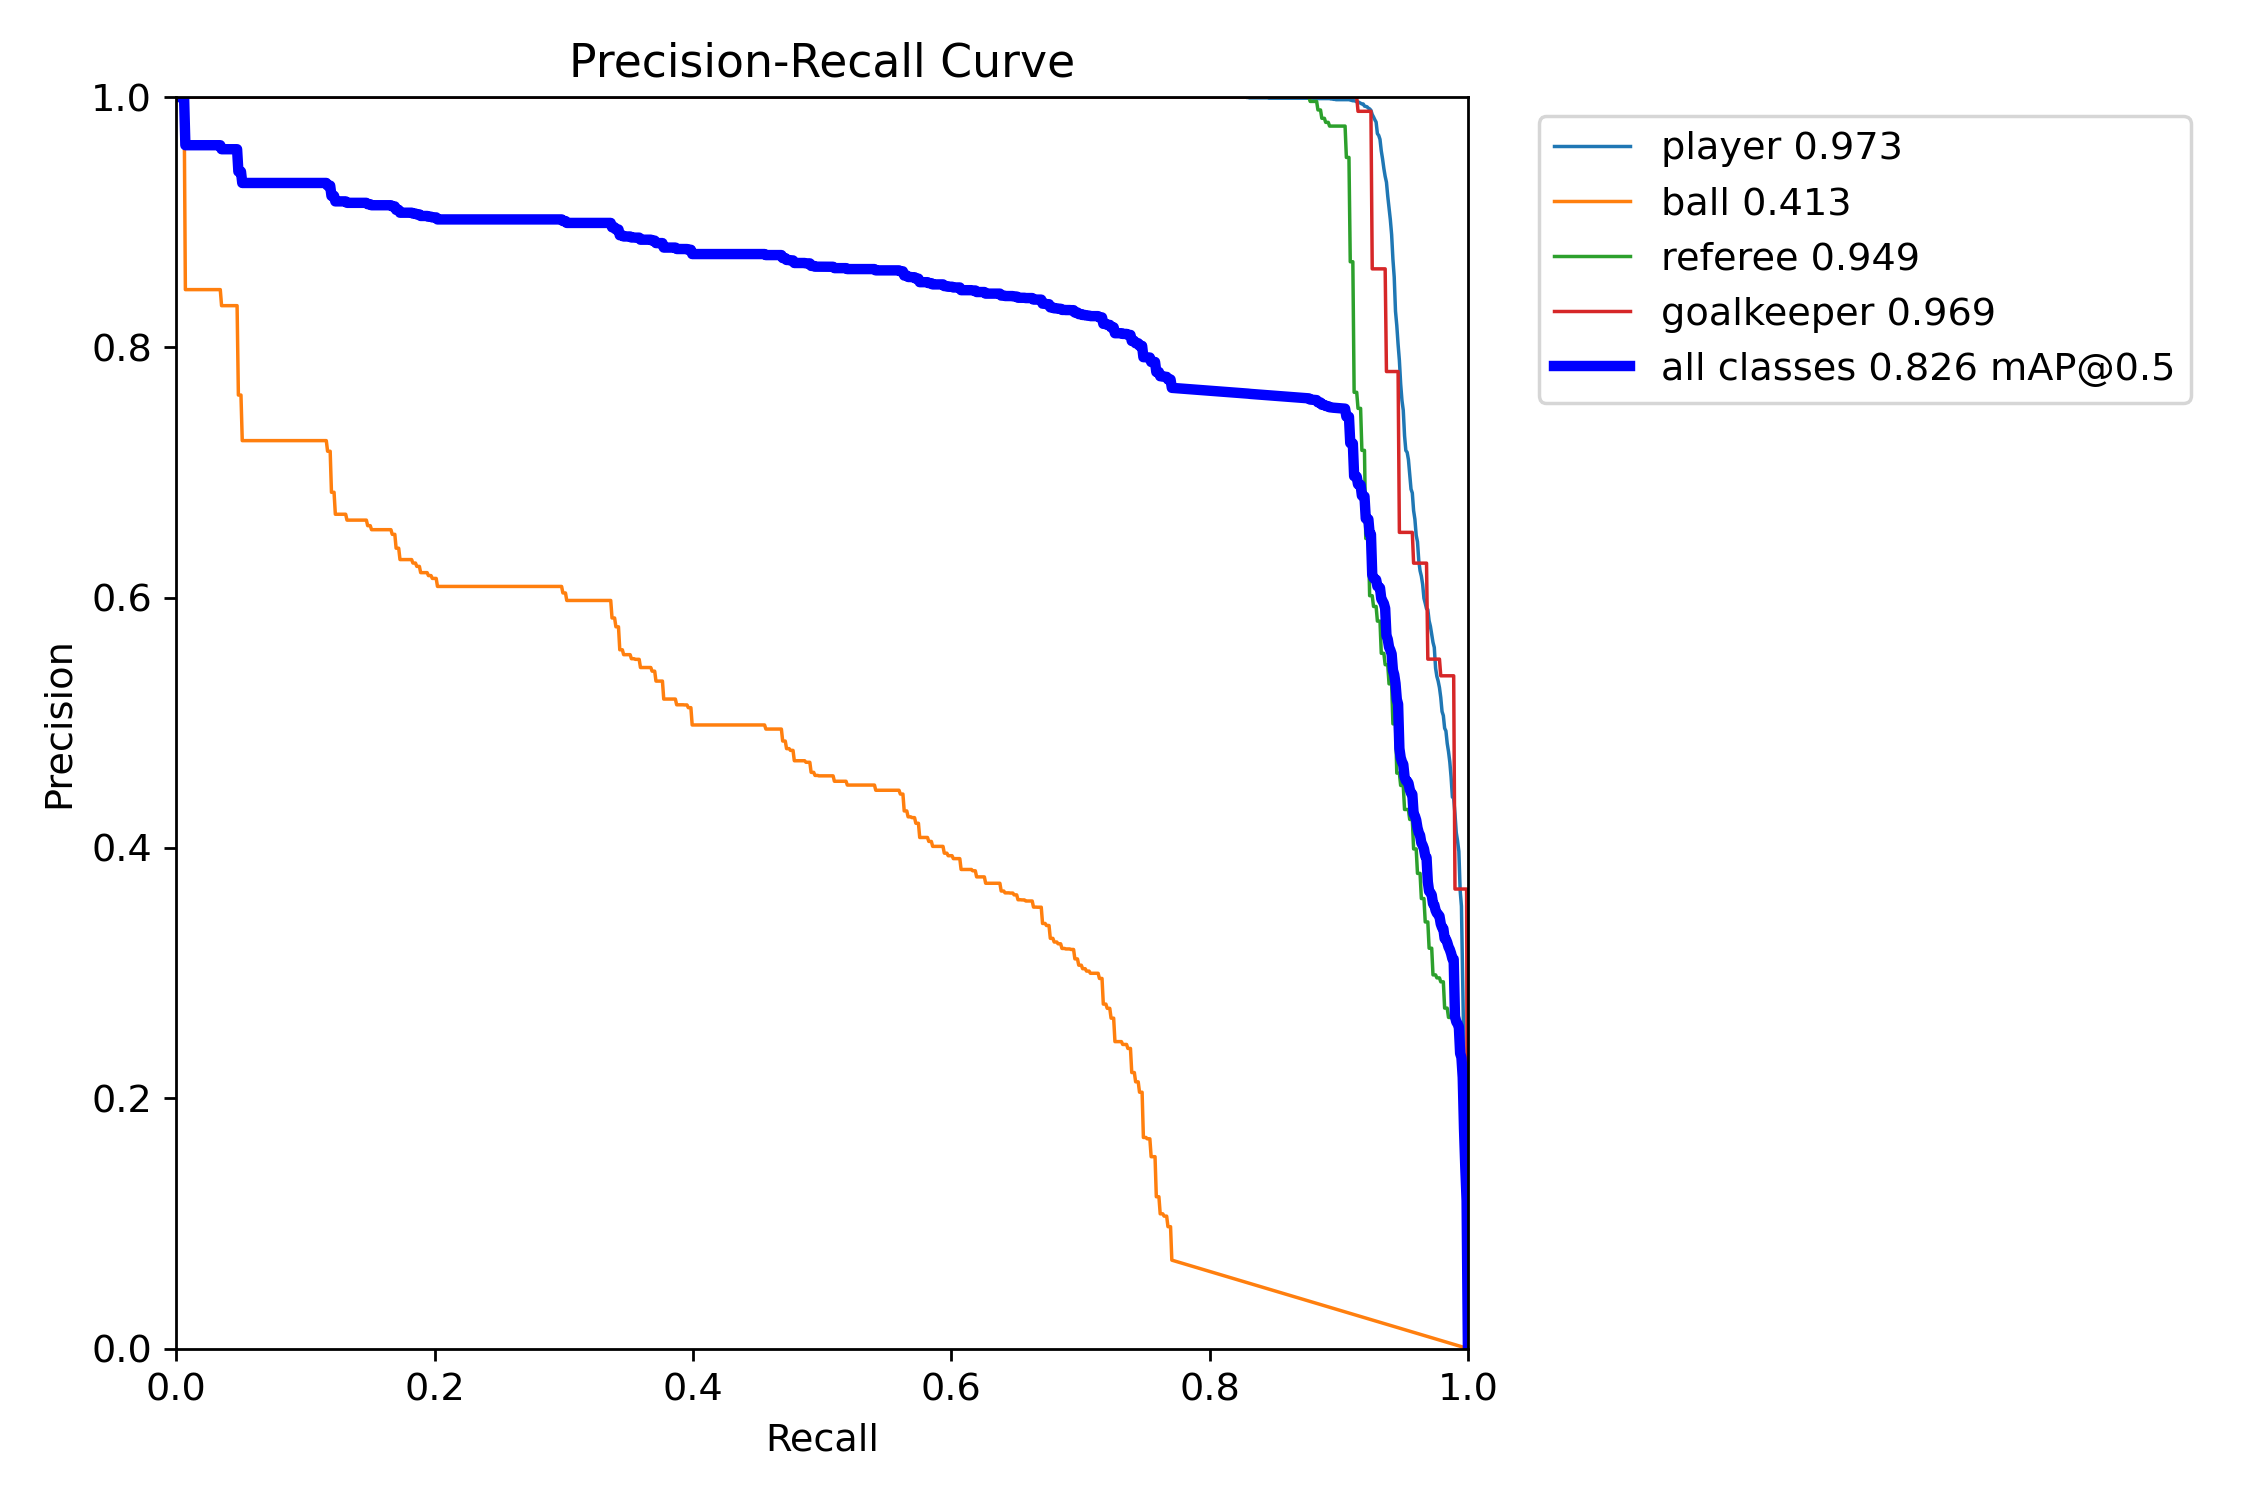 Precision-Recall Curve
1.0
0.8
0.6
0.4
0.2
0.0
Precision
0.0 0.2 0.4 0.6 0.8 1.0
Recall
player 0.973
ball 0.413
referee 0.949
goalkeeper 0.969
all classes 0.826 mAP@0.5